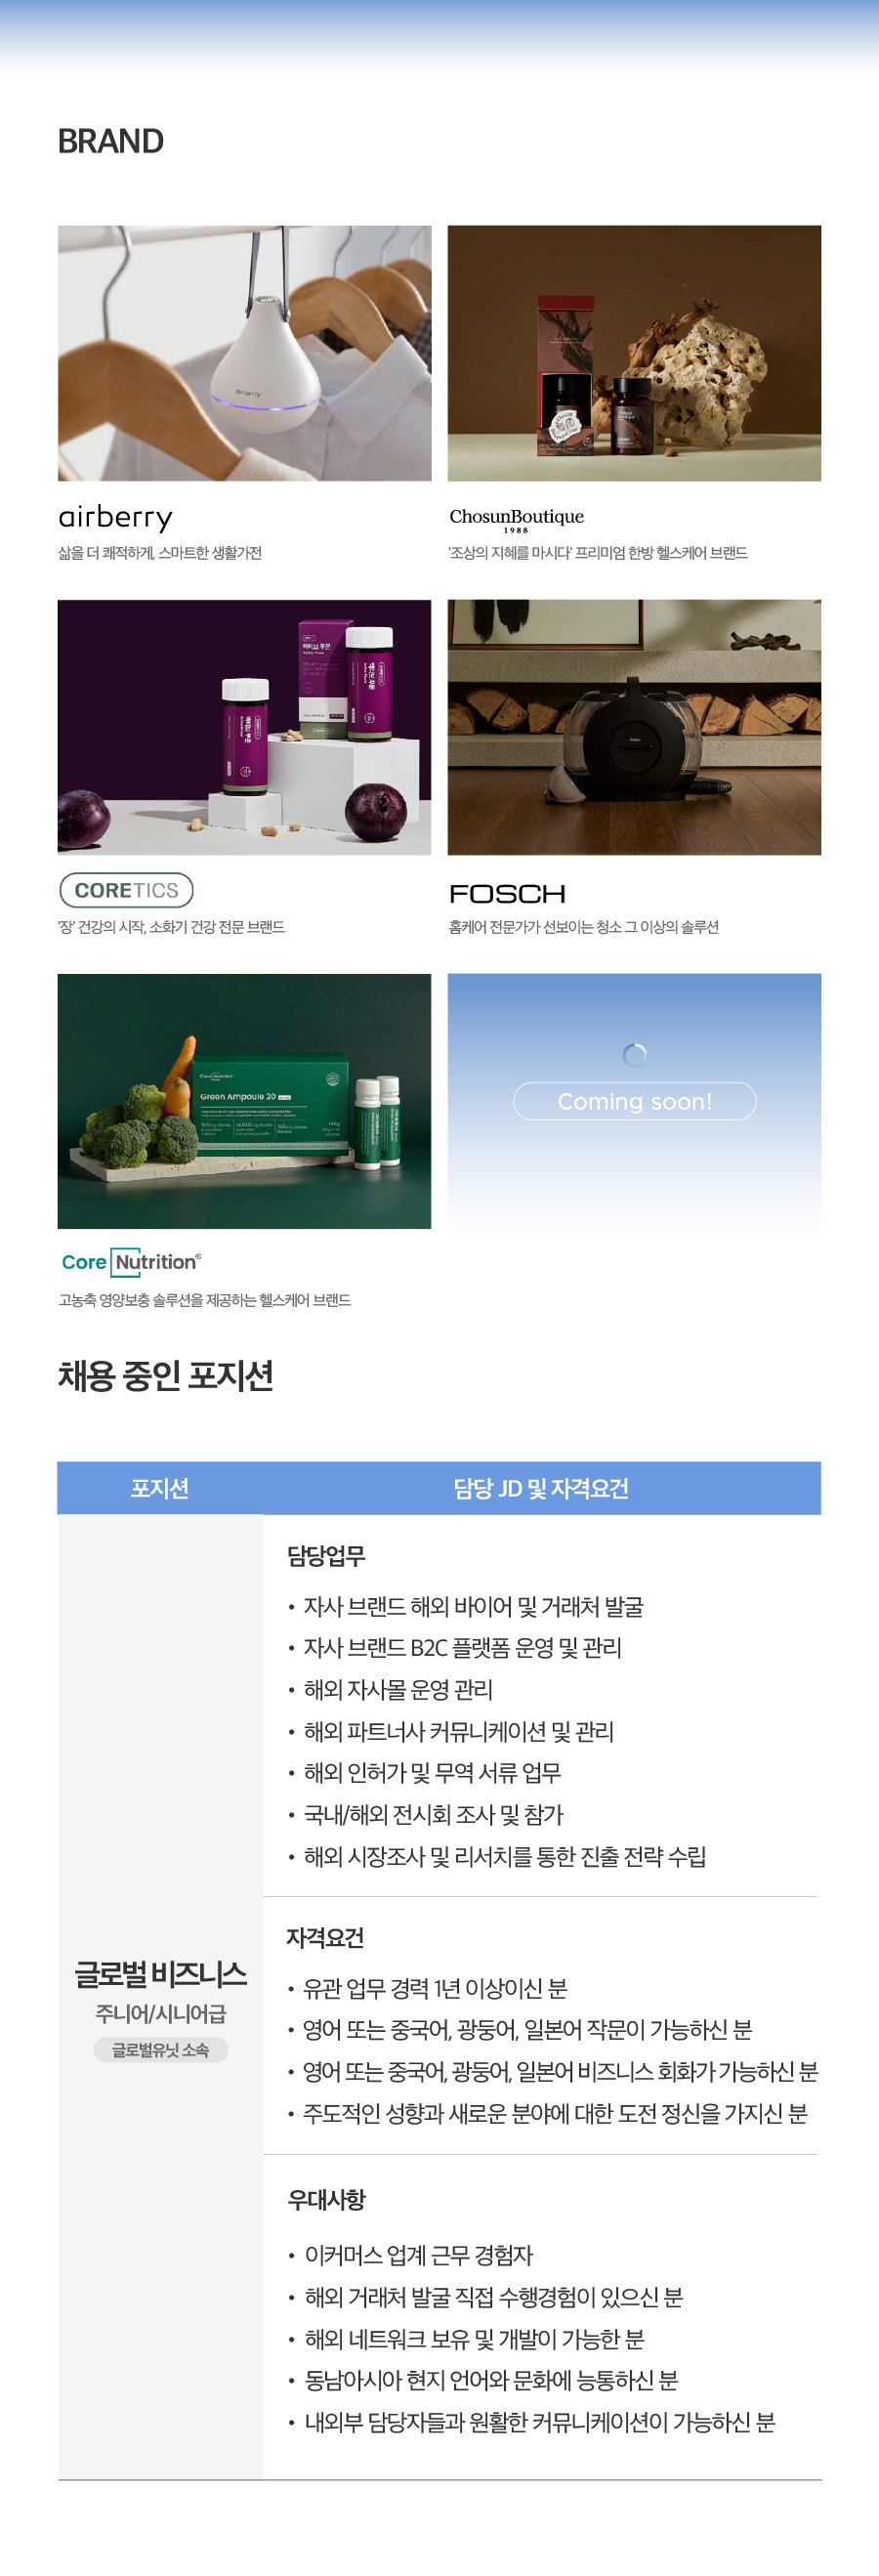 BRAND
airberry
airberry
삶을 더 쾌적하게, 스마트한 생활가전
Chosun
Boutique
ChosunBoutique
1988
'조상의 지혜를 마시다' 프리미엄 한방 헬스케어 브랜드
CORETICS
'장' 건강의 시작, 소화기 건강 전문 브랜드
FOSCH
FOSCH
홈케어 전문가가 선보이는 청소 그 이상의 솔루션
Core Nutrition
Green Ampoule 20
Core Nutrition®
고농축 영양보충 솔루션을 제공하는 헬스케어 브랜드
Coming soon!
채용 중인 포지션
포지션
담당 JD 및 자격요건
글로벌 비즈니스
주니어/시니어급
글로벌유닛 소속
담당업무
• 자사 브랜드 해외 바이어 및 거래처 발굴
• 자사 브랜드 B2C 플랫폼 운영 및 관리
• 해외 자사몰 운영 관리
• 해외 파트너사 커뮤니케이션 및 관리
• 해외 인허가 및 무역 서류 업무
• 국내/해외 전시회 조사 및 참가
• 해외 시장조사 및 리서치를 통한 진출 전략 수립
자격요건
• 유관 업무 경력 1년 이상이신 분
• 영어 또는 중국어, 광둥어, 일본어 작문이 가능하신 분
• 영어 또는 중국어, 광둥어, 일본어 비즈니스 회화가 가능하신 분
• 주도적인 성향과 새로운 분야에 대한 도전 정신을 가지신 분
우대사항
• 이커머스 업계 근무 경험자
• 해외 거래처 발굴 직접 수행경험이 있으신 분
• 해외 네트워크 보유 및 개발이 가능한 분
• 동남아시아 현지 언어와 문화에 능통하신 분
• 내외부 담당자들과 원활한 커뮤니케이션이 가능하신 분